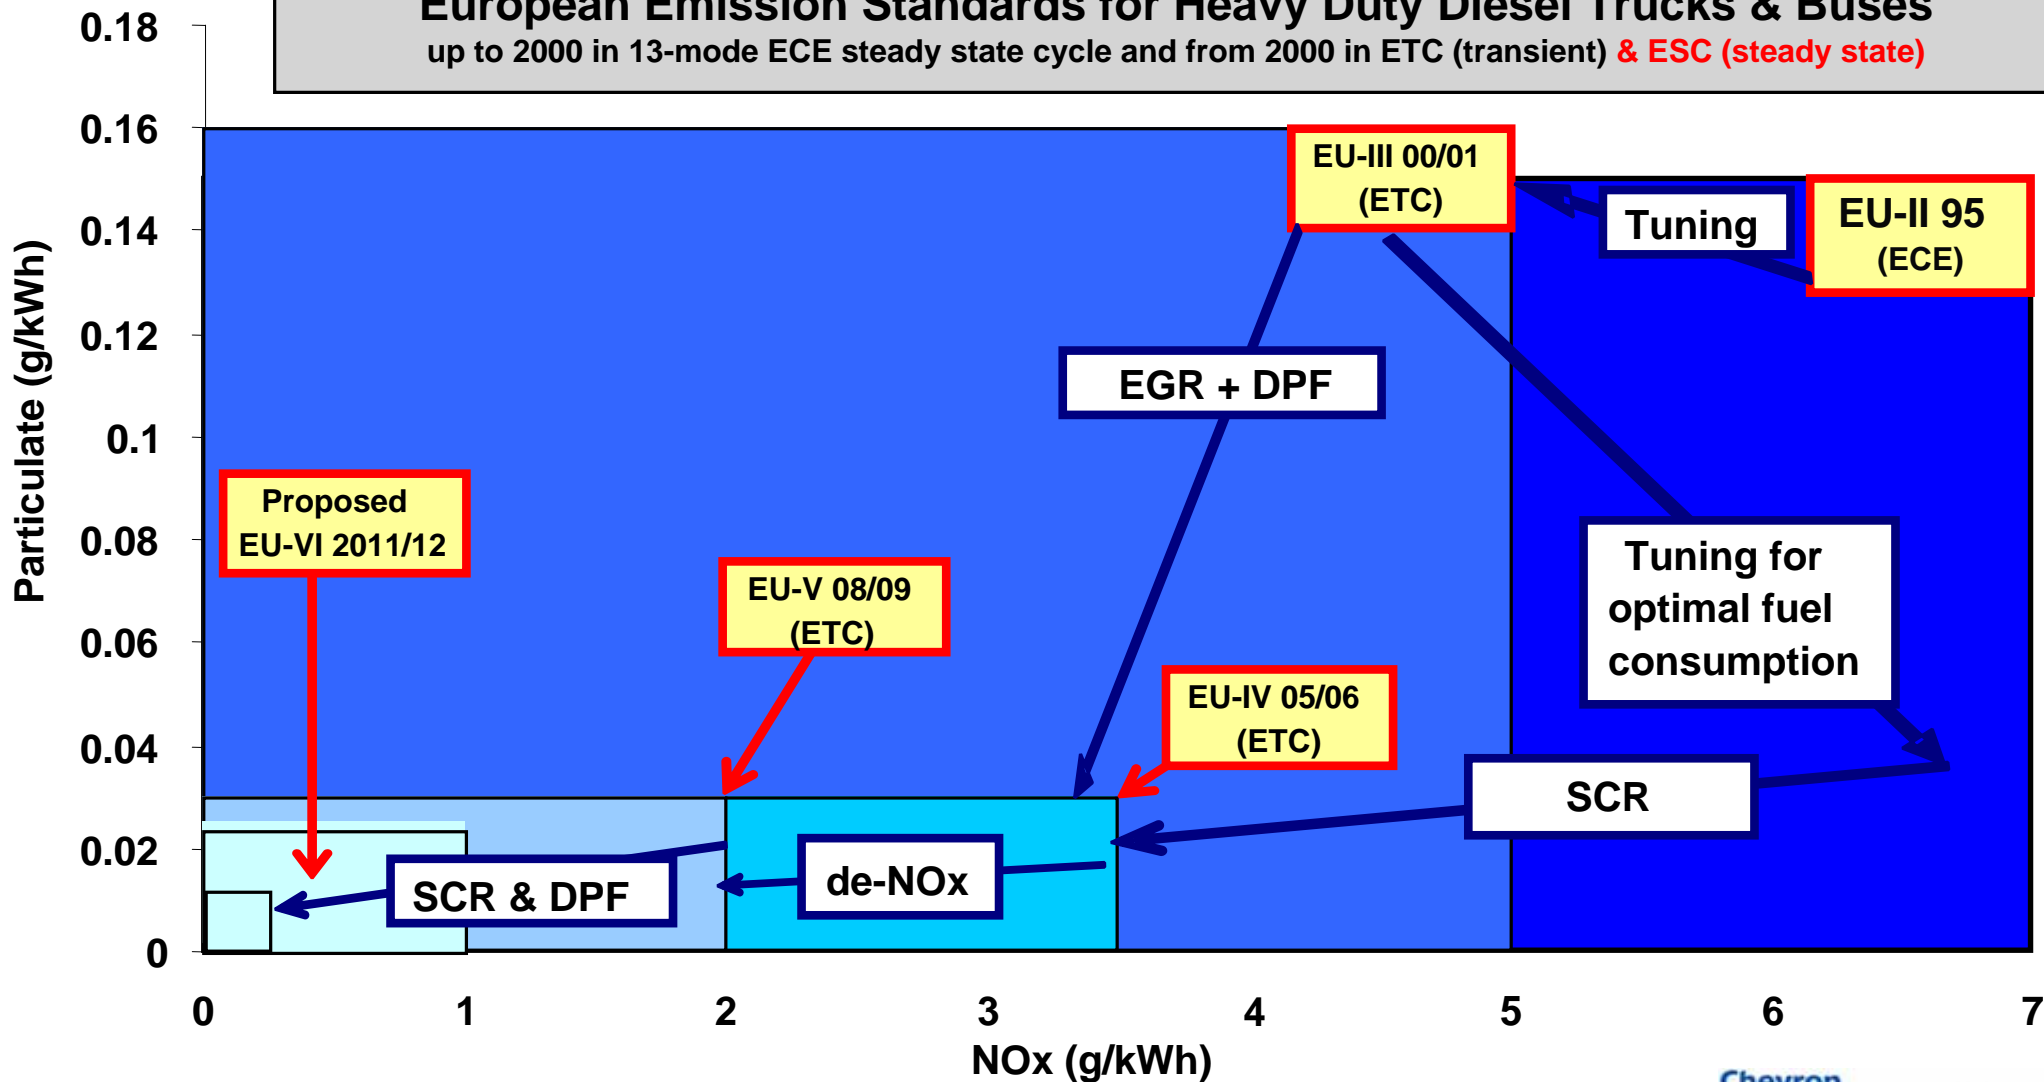 European Emission Standards for Heavy Duty Diesel Trucks & Buses
up to 2000 in 13-mode ECE steady state cycle and from 2000 in ETC (transient) & ESC (steady state)
0.18
0.16
0.14
0.12
0.1
0.08
0.06
0.04
0.02
0
Particulate (g/kWh)
EU-III 00/01
(ETC)
Tuning
EU-II 95
(ECE)
EGR + DPF
Proposed
EU-VI 2011/12
EU-V 08/09
(ETC)
Tuning for
optimal fuel
consumption
EU-IV 05/06
(ETC)
SCR
de-NOx
SCR & DPF
0 1 2 3 4 5 6 7
NOx (g/kWh)
Chevron